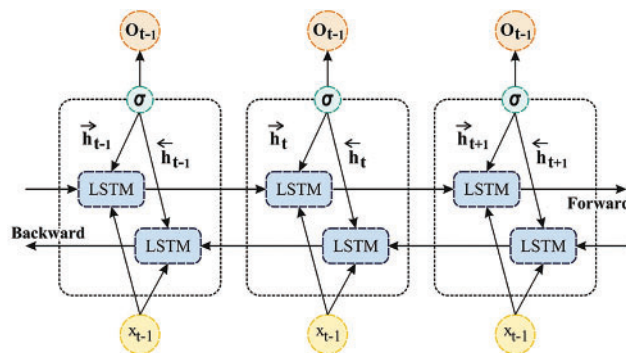 O_{t-1} O_{t-1} O_{t-1}
σ σ σ
→h_{t-1} ←h_{t-1} →h_t ←h_t →h_{t+1} ←h_{t+1}
LSTM LSTM LSTM
Forward
Backward
LSTM LSTM LSTM
x_{t-1} x_{t-1} x_{t-1}